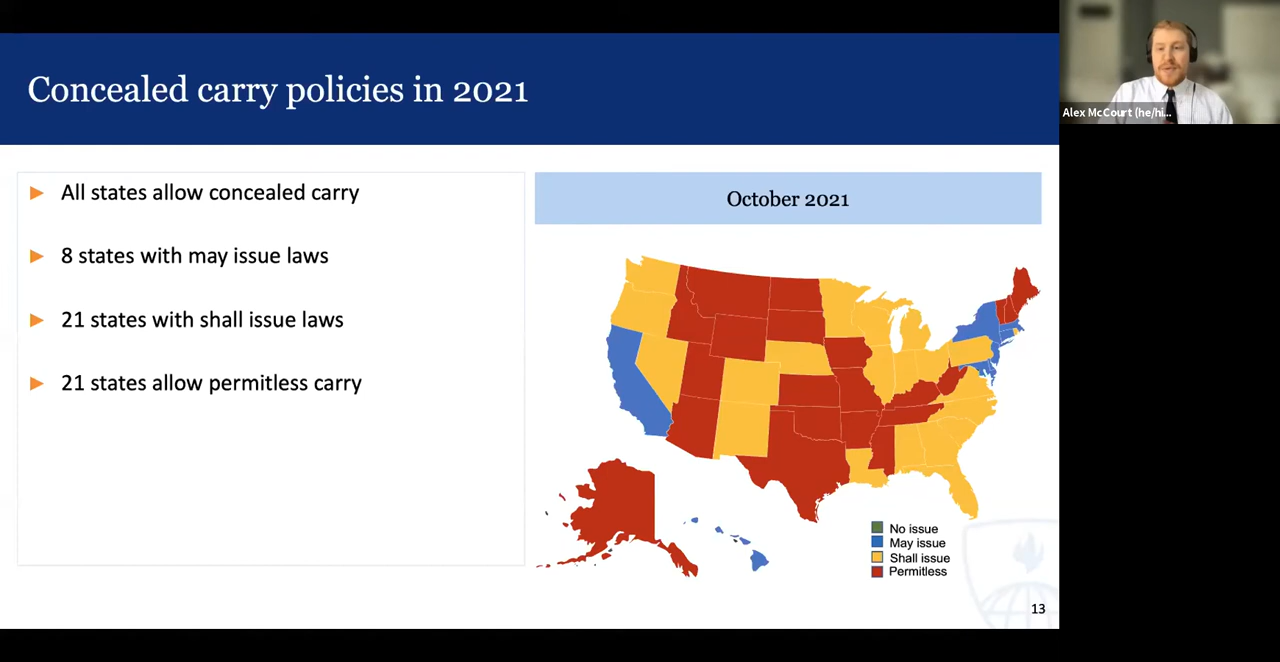 Concealed carry policies in 2021
Alex McCourt (he/hi...
► All states allow concealed carry
► 8 states with may issue laws
► 21 states with shall issue laws
► 21 states allow permitless carry
October 2021
No issue
May issue
Shall issue
Permitless
13